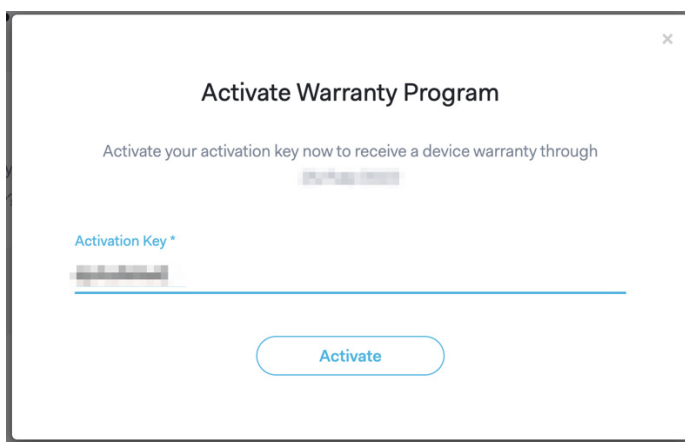 ×
Activate Warranty Program
Activate your activation key now to receive a device warranty through
Activation Key *
Activate